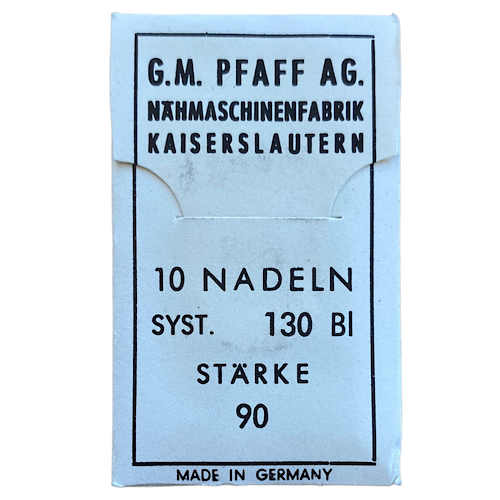 G.M. PFAFF AG.
NÄHMASCHINENFABRIK
KAISERSLAUTERN
10 NADELN
SYST. 130 Bl
STÄRKE
90
MADE IN GERMANY